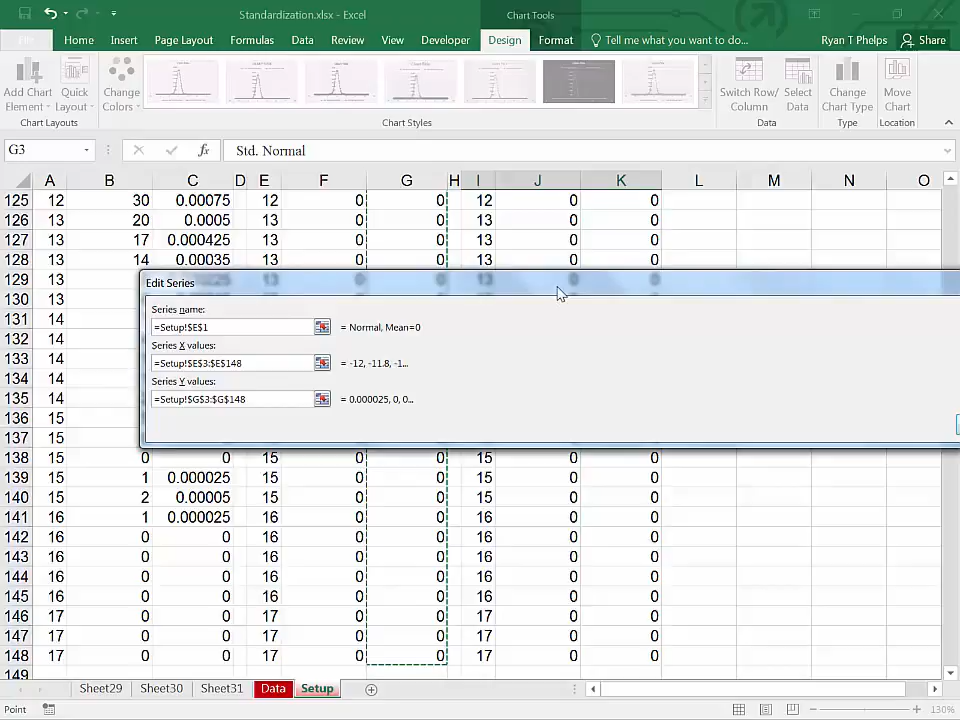 Standardization.xlsx - Excel
Chart Tools
File Home Insert Page Layout Formulas Data Review View Developer Design Format Tell me what you want to do... Ryan T Phelps Share
Add Chart Element
Quick Layout
Change Colors
Switch Row/ Column
Select Data
Change Chart Type
Move Chart
Chart Layouts Chart Styles Data Type Location
G3 fx Std. Normal
A B C D E F G H I J K L M N O
125 12 30 0.00075 12 0 0 12 0 0
126 13 20 0.0005 13 0 0 13 0 0
127 13 17 0.000425 13 0 0 13 0 0
128 13 14 0.00035 13 0 0 13 0 0
129 13 13 0 0 13 0 0
130 13
131 14
132 14
133 14
134 14
135 14
136 15
137 15
Edit Series
Series name:
=Setup!$E$1 = Normal, Mean=0
Series X values:
=Setup!$E$3:$E$148 = -12, -11.8, -1...
Series Y values:
=Setup!$G$3:$G$148 = 0.000025, 0, 0...
138 15 0 0 15 0 0 15 0 0
139 15 1 0.000025 15 0 0 15 0 0
140 15 2 0.00005 15 0 0 15 0 0
141 16 1 0.000025 16 0 0 16 0 0
142 16 0 0 16 0 0 16 0 0
143 16 0 0 16 0 0 16 0 0
144 16 0 0 16 0 0 16 0 0
145 16 0 0 16 0 0 16 0 0
146 17 0 0 17 0 0 17 0 0
147 17 0 0 17 0 0 17 0 0
148 17 0 0 17 0 0 17 0 0
149
Sheet29 Sheet30 Sheet31 Data Setup
Point 130%